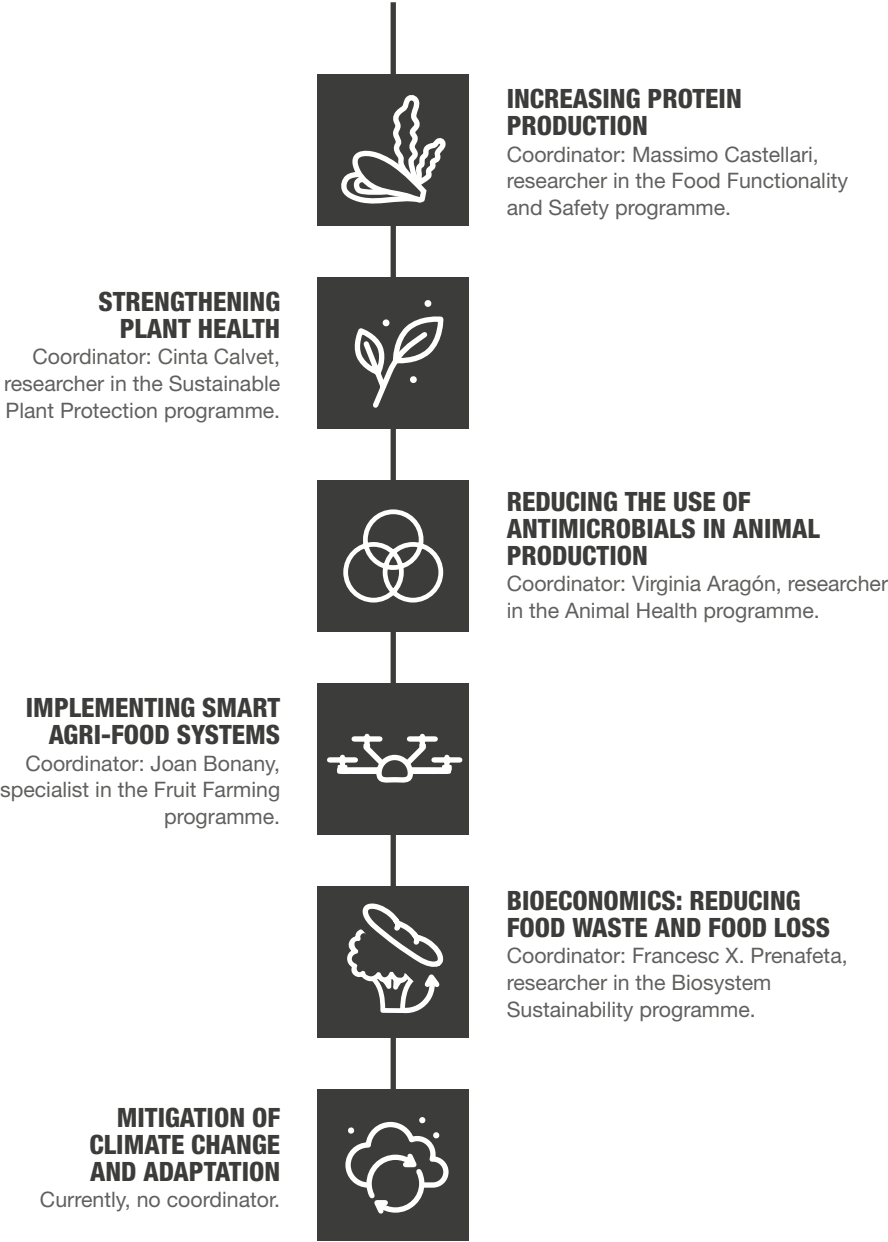 INCREASING PROTEIN
PRODUCTION
Coordinator: Massimo Castellari,
researcher in the Food Functionality
and Safety programme.
STRENGTHENING
PLANT HEALTH
Coordinator: Cinta Calvet,
researcher in the Sustainable
Plant Protection programme.
REDUCING THE USE OF
ANTIMICROBIALS IN ANIMAL
PRODUCTION
Coordinator: Virginia Aragón, researcher
in the Animal Health programme.
IMPLEMENTING SMART
AGRI-FOOD SYSTEMS
Coordinator: Joan Bonany,
specialist in the Fruit Farming
programme.
BIOECONOMICS: REDUCING
FOOD WASTE AND FOOD LOSS
Coordinator: Francesc X. Prenafeta,
researcher in the Biosystem
Sustainability programme.
MITIGATION OF
CLIMATE CHANGE
AND ADAPTATION
Currently, no coordinator.